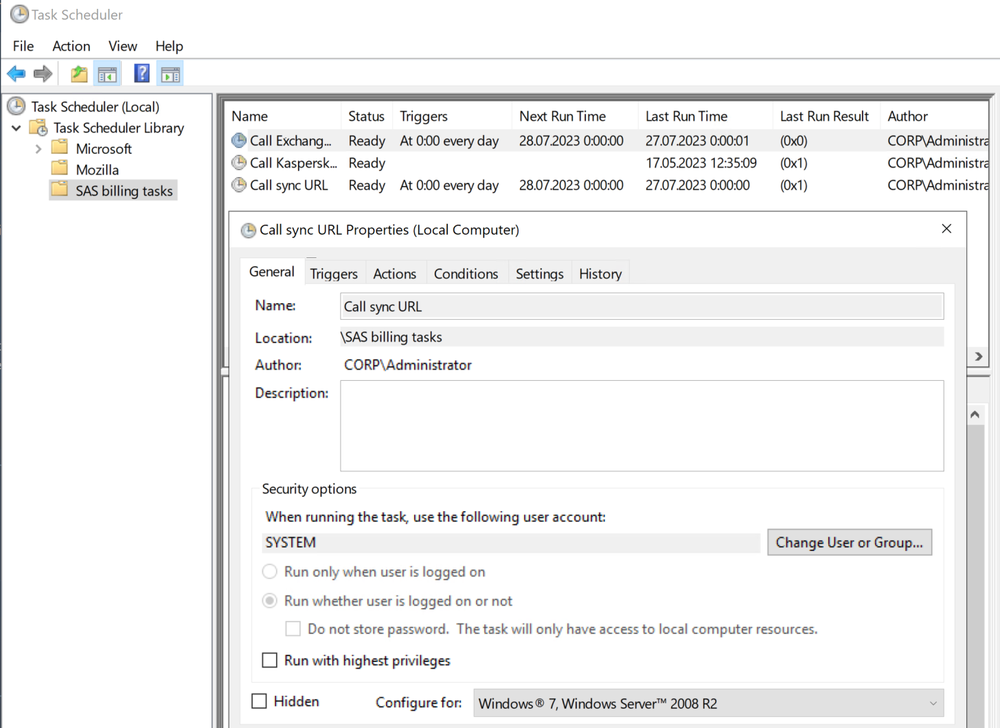 Task Scheduler
File Action View Help
Task Scheduler (Local)
Task Scheduler Library
Microsoft
Mozilla
SAS billing tasks
Name Status Triggers Next Run Time Last Run Time Last Run Result Author
Call Exchang... Ready At 0:00 every day 28.07.2023 0:00:00 27.07.2023 0:00:01 (0x0) CORP\Administra
Call Kaspersk... Ready 17.05.2023 12:35:09 (0x1) CORP\Administra
Call sync URL Ready At 0:00 every day 28.07.2023 0:00:00 27.07.2023 0:00:00 (0x1) CORP\Administra
Call sync URL Properties (Local Computer)
General Triggers Actions Conditions Settings History
Name: Call sync URL
Location: \SAS billing tasks
Author: CORP\Administrator
Description:
Security options
When running the task, use the following user account:
SYSTEM Change User or Group...
Run only when user is logged on
Run whether user is logged on or not
Do not store password. The task will only have access to local computer resources.
Run with highest privileges
Hidden Configure for: Windows® 7, Windows Server™ 2008 R2